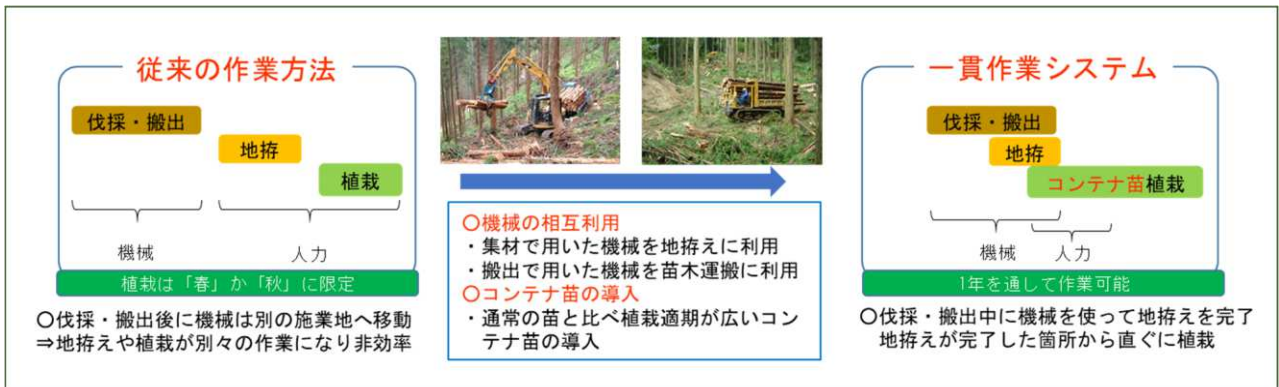 従来の作業方法
伐採・搬出
地拵
植栽
機械
人力
植栽は「春」か「秋」に限定
〇伐採・搬出後に機械は別の施業地へ移動
⇒地拵えや植栽が別々の作業になり非効率
〇機械の相互利用
・集材で用いた機械を地拵えに利用
・搬出で用いた機械を苗木運搬に利用
〇コンテナ苗の導入
・通常の苗と比べ植栽適期が広いコン
テナ苗の導入
一貫作業システム
伐採・搬出
地拵
コンテナ苗植栽
機械
人力
1年を通して作業可能
〇伐採・搬出中に機械を使って地拵えを完了
地拵えが完了した箇所から直ぐに植栽